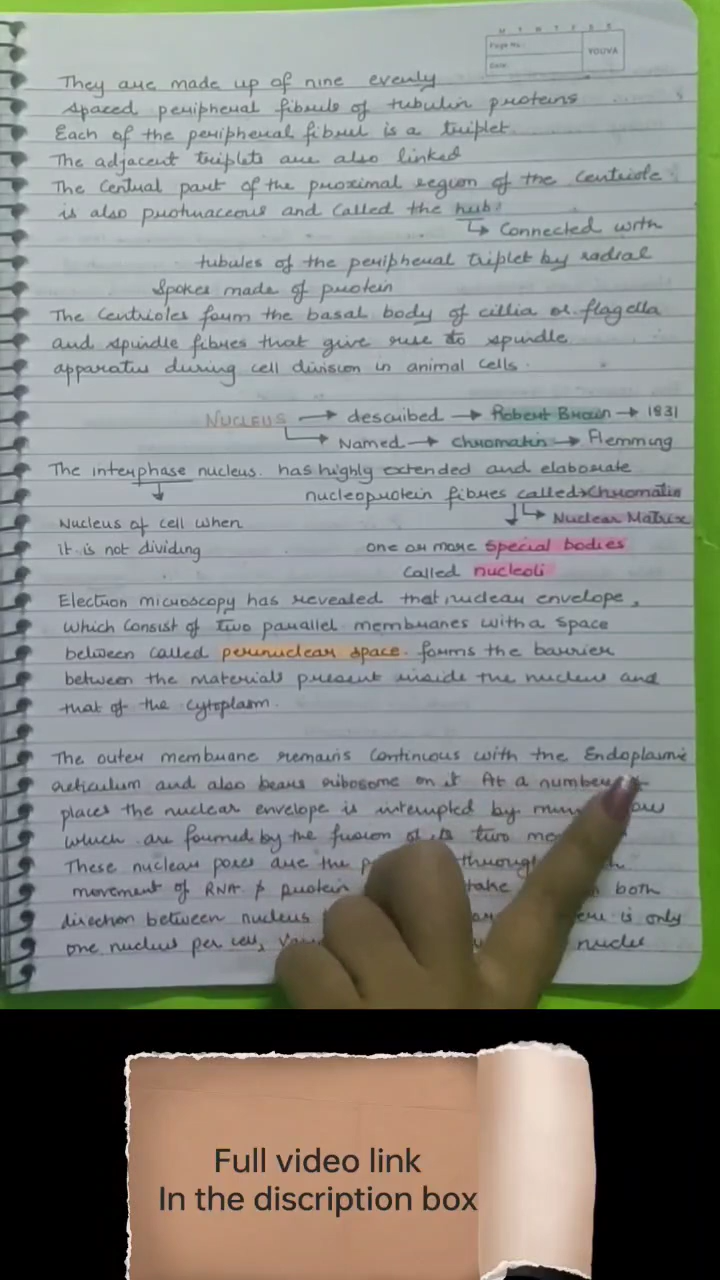 M T W T F S S
Page No.:
Date:
YOUVA
They are made up of nine evenly
spaced peripheral fibrils of tubulin proteins
Each of the peripheral fibril is a triplet
The adjacent triplets are also linked
The Central part of the proximal region of the Centriole
is also protinaceous and called the hub
↳ Connected with
tubules of the peripheral triplet by radial
Spokes made of protein
The Centrioles form the basal body of cillia or flagella
and spindle fibres that give rise to spindle
apparatus during cell division in animal cells.
NUCLEUS → described → Robert Brown → 1831
↳ Named → chromatin → Flemming
The interphase nucleus. has highly extended and elaborate
nucleoprotein fibres called → Chromatin
Nucleus of cell when ↳ Nuclear Matrix
it is not dividing one or more special bodies
called nucleoli
Electron microscopy has revealed that, nuclear envelope,
which consist of two parallel membranes with a space
between called perinuclear space. forms the barrier
between the materials present inside the nucleus and
that of the cytoplasm.
The outer membrane remains continous with the Endoplasmic
reticulum and also bears ribosome on it At a number
places the nuclear envelope is interrupted by
which are formed by the fusion of its two
These nuclear pores are the through
movement of RNA & protein take both
direction between nucleus is only
one nucleus per cell, nuclei
Full video link
In the discription box